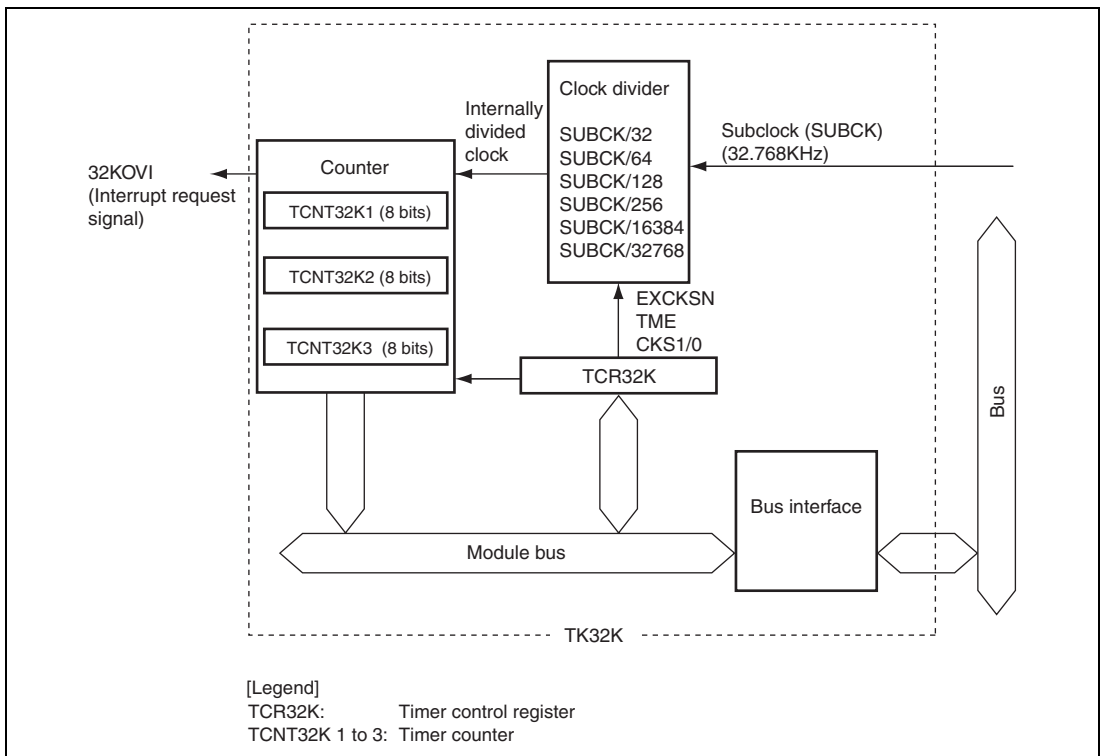 Clock divider
SUBCK/32
SUBCK/64
SUBCK/128
SUBCK/256
SUBCK/16384
SUBCK/32768
Internally
divided
clock
Subclock (SUBCK)
(32.768KHz)
32KOVI
(Interrupt request
signal)
Counter
TCNT32K1 (8 bits)
TCNT32K2 (8 bits)
TCNT32K3 (8 bits)
EXCKSN
TME
CKS1/0
TCR32K
Bus
Bus interface
Module bus
TK32K
[Legend]
TCR32K: Timer control register
TCNT32K 1 to 3: Timer counter